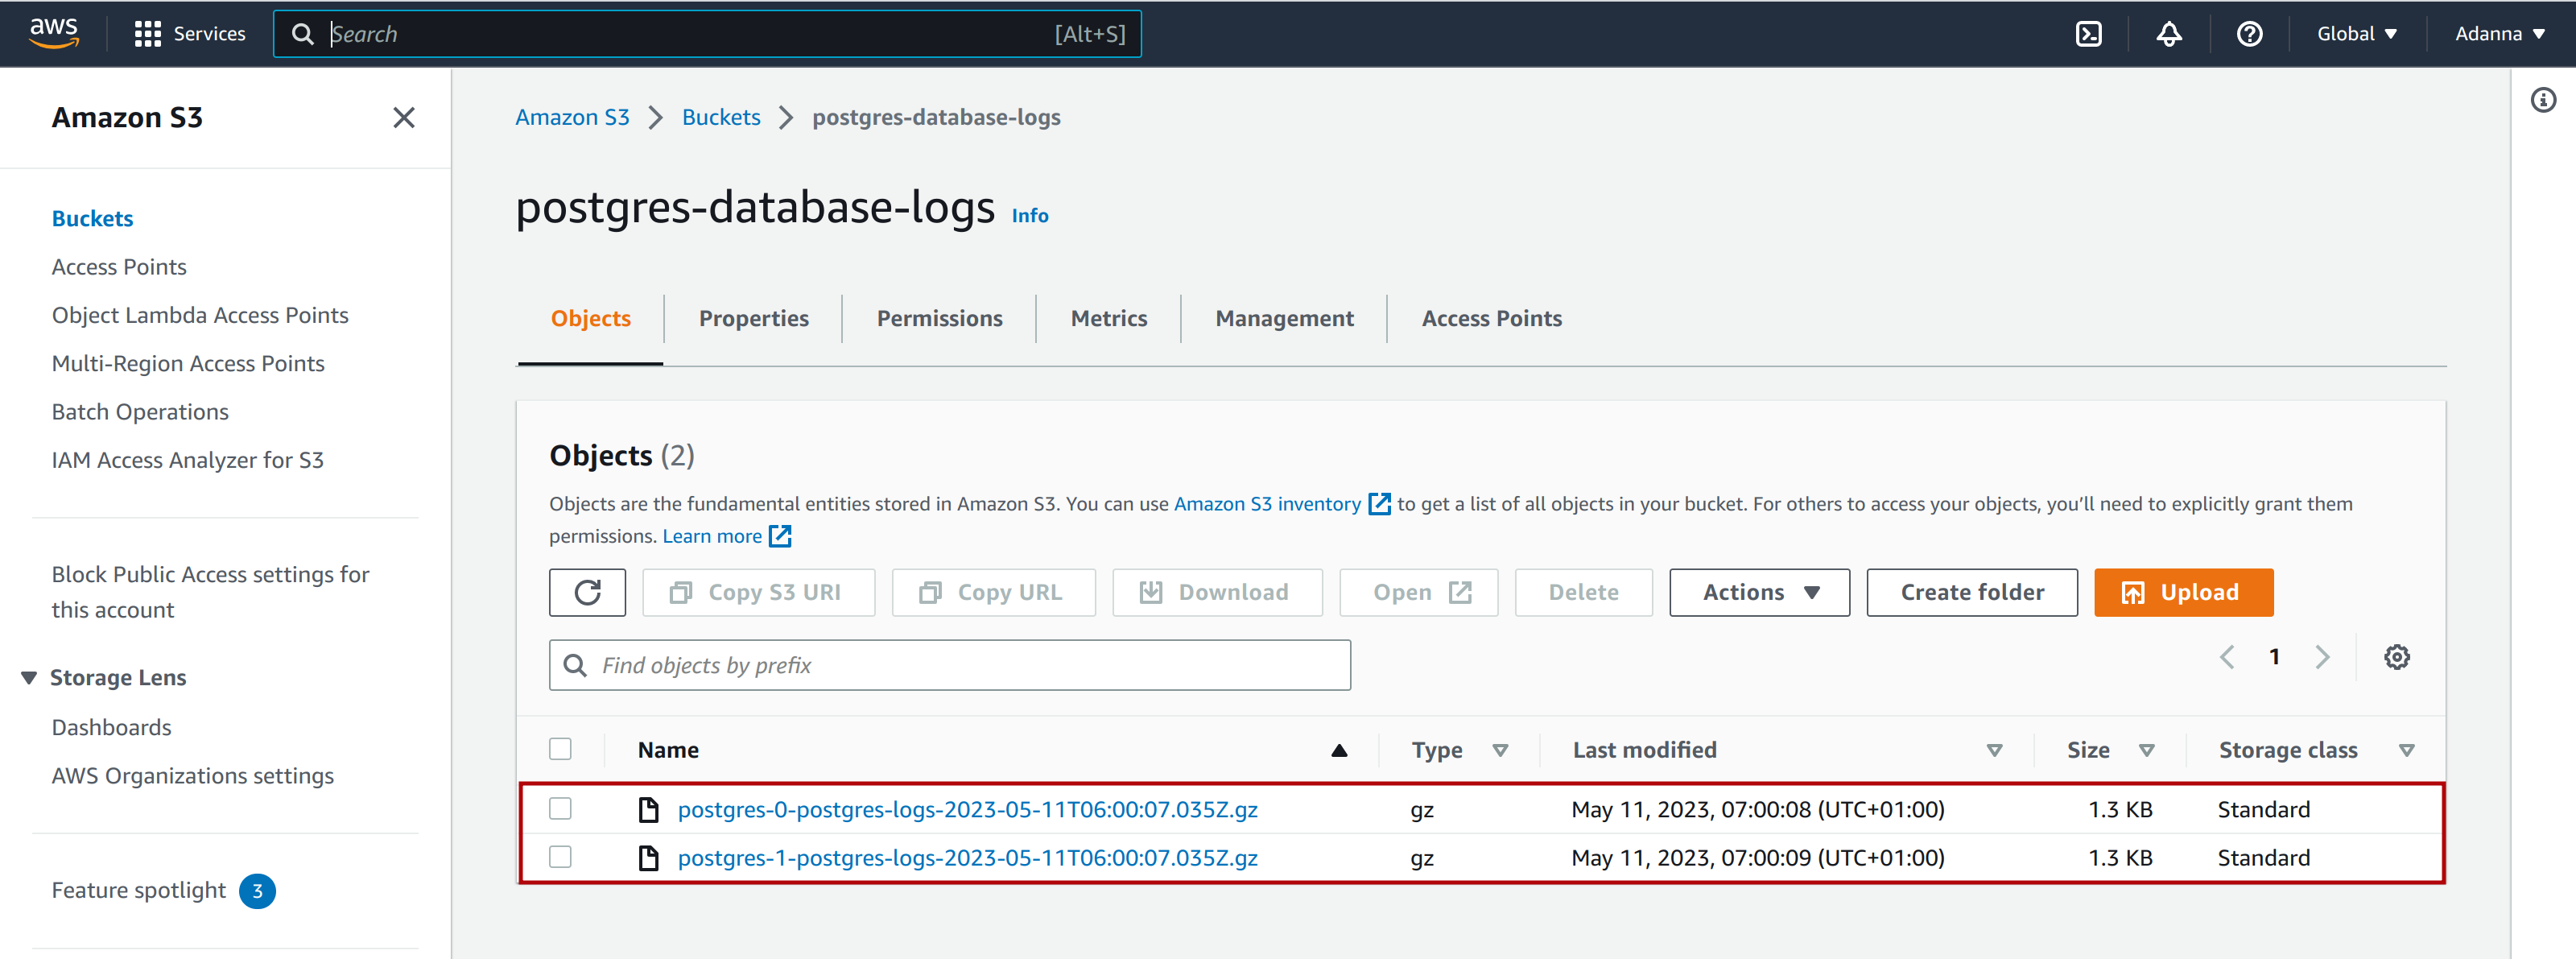 aws
Services
Search
[Alt+S]
Global
Adanna
Amazon S3
Buckets
Access Points
Object Lambda Access Points
Multi-Region Access Points
Batch Operations
IAM Access Analyzer for S3
Block Public Access settings for
this account
Storage Lens
Dashboards
AWS Organizations settings
Feature spotlight 3
Amazon S3 > Buckets > postgres-database-logs
postgres-database-logs Info
Objects Properties Permissions Metrics Management Access Points
Objects (2)
Objects are the fundamental entities stored in Amazon S3. You can use Amazon S3 inventory to get a list of all objects in your bucket. For others to access your objects, you’ll need to explicitly grant them
permissions. Learn more
Copy S3 URI Copy URL Download Open Delete Actions Create folder Upload
Find objects by prefix
1
Name Type Last modified Size Storage class
postgres-0-postgres-logs-2023-05-11T06:00:07.035Z.gz gz May 11, 2023, 07:00:08 (UTC+01:00) 1.3 KB Standard
postgres-1-postgres-logs-2023-05-11T06:00:07.035Z.gz gz May 11, 2023, 07:00:09 (UTC+01:00) 1.3 KB Standard